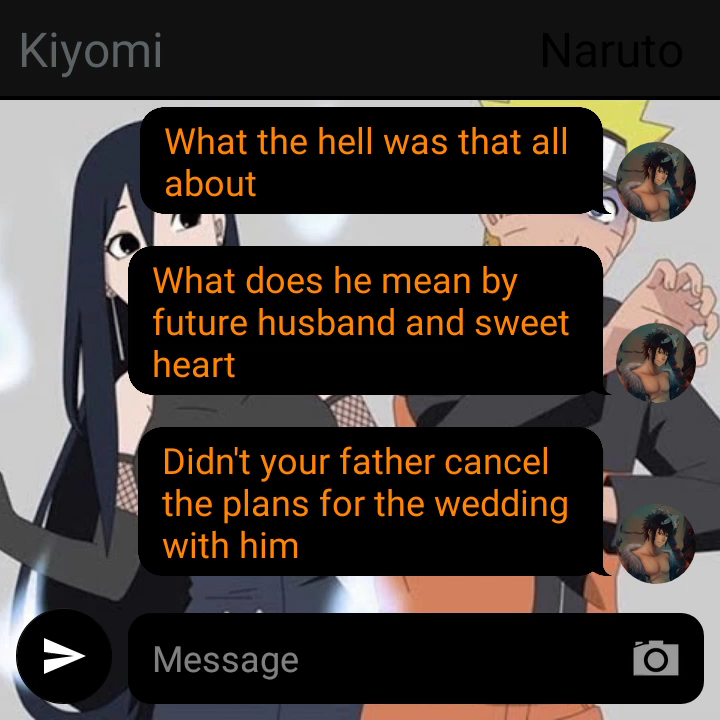 Kiyomi
Naruto
What the hell was that all
about
What does he mean by
future husband and sweet
heart
Didn't your father cancel
the plans for the wedding
with him
Message